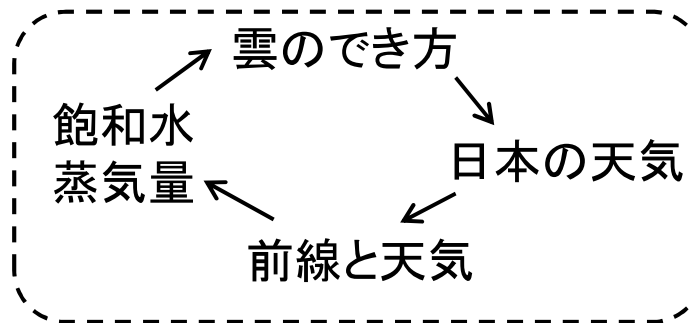 雲のでき方
飽和水
蒸気量
日本の天気
前線と天気